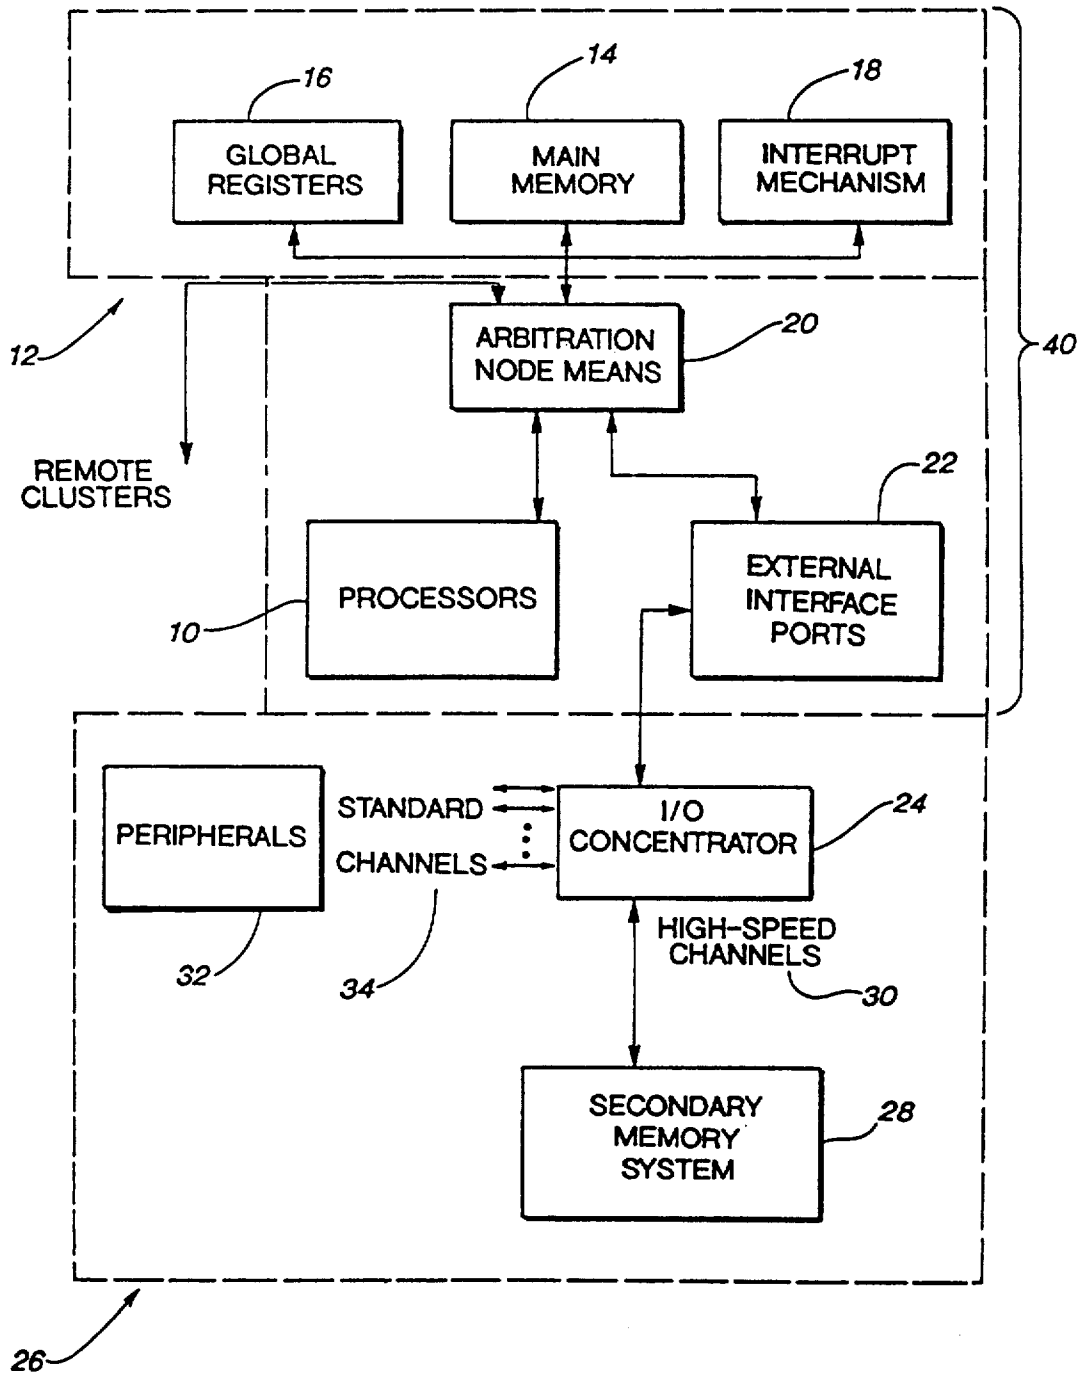 16
14
18
GLOBAL
REGISTERS
MAIN
MEMORY
INTERRUPT
MECHANISM
12
ARBITRATION
NODE MEANS
20
40
REMOTE
CLUSTERS
22
PROCESSORS
10
EXTERNAL
INTERFACE
PORTS
PERIPHERALS
32
STANDARD
CHANNELS
34
I/O
CONCENTRATOR
24
HIGH-SPEED
CHANNELS
30
SECONDARY
MEMORY
SYSTEM
28
26